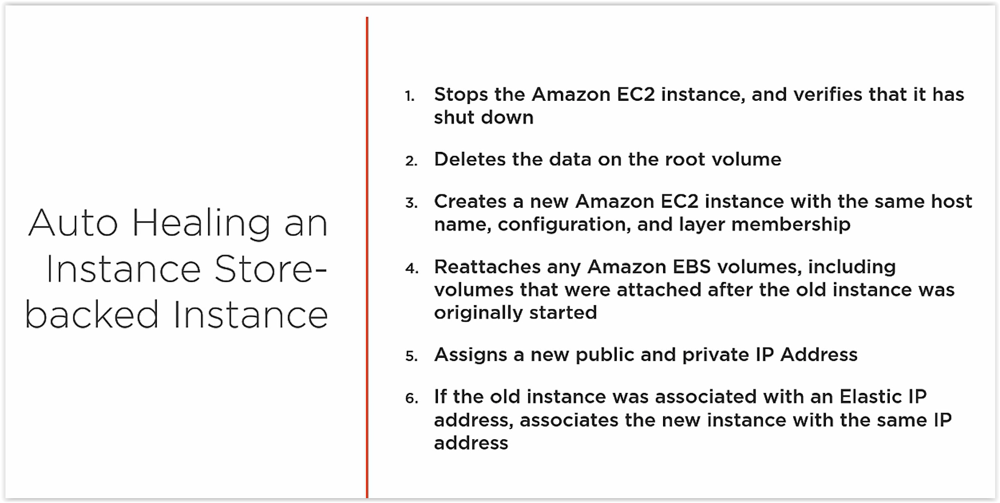 Auto Healing an
Instance Store-
backed Instance
1. Stops the Amazon EC2 instance, and verifies that it has
shut down
2. Deletes the data on the root volume
3. Creates a new Amazon EC2 instance with the same host
name, configuration, and layer membership
4. Reattaches any Amazon EBS volumes, including
volumes that were attached after the old instance was
originally started
5. Assigns a new public and private IP Address
6. If the old instance was associated with an Elastic IP
address, associates the new instance with the same IP
address